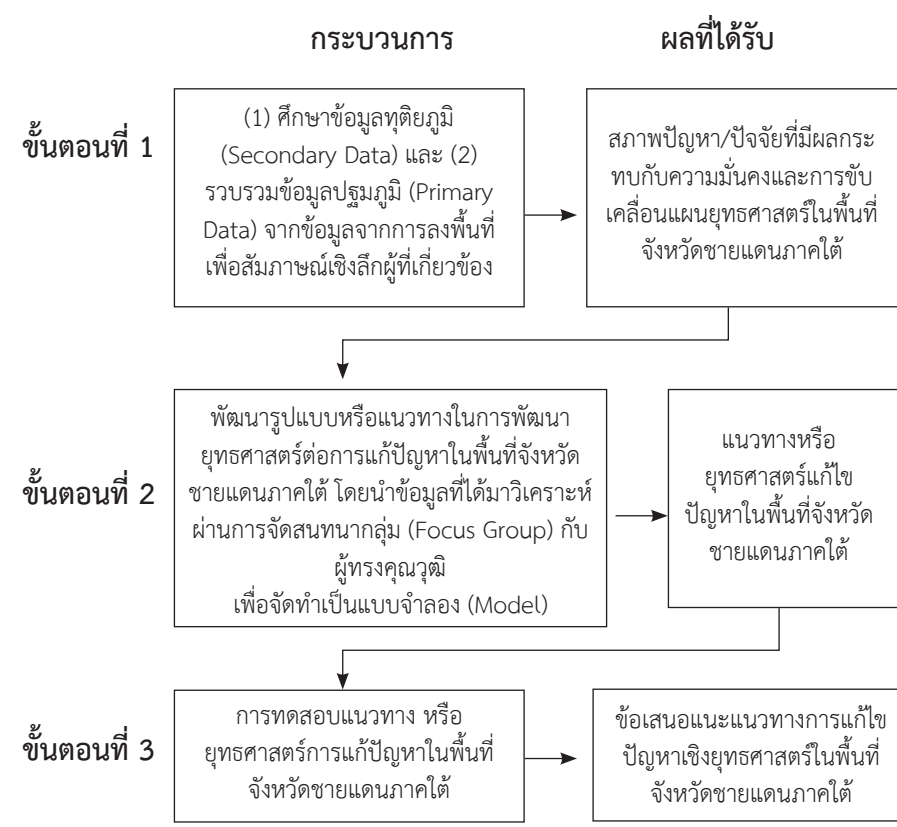 กระบวนการ
ผลที่ได้รับ
ขั้นตอนที่ 1
(1) ศึกษาข้อมูลทุติยภูมิ
(Secondary Data) และ (2)
รวบรวมข้อมูลปฐมภูมิ (Primary
Data) จากข้อมูลจากการลงพื้นที่
เพื่อสัมภาษณ์เชิงลึกผู้ที่เกี่ยวข้อง
สภาพปัญหา/ปัจจัยที่มีผลกระ
ทบกับความมั่นคงและการขับ
เคลื่อนแผนยุทธศาสตร์ในพื้นที่
จังหวัดชายแดนภาคใต้
ขั้นตอนที่ 2
พัฒนารูปแบบหรือแนวทางในการพัฒนา
ยุทธศาสตร์ต่อการแก้ปัญหาในพื้นที่จังหวัด
ชายแดนภาคใต้ โดยนำข้อมูลที่ได้มาวิเคราะห์
ผ่านการจัดสนทนากลุ่ม (Focus Group) กับ
ผู้ทรงคุณวุฒิ
เพื่อจัดทำเป็นแบบจำลอง (Model)
แนวทางหรือ
ยุทธศาสตร์แก้ไข
ปัญหาในพื้นที่จังหวัด
ชายแดนภาคใต้
ขั้นตอนที่ 3
การทดสอบแนวทาง หรือ
ยุทธศาสตร์การแก้ปัญหาในพื้นที่
จังหวัดชายแดนภาคใต้
ข้อเสนอแนะแนวทางการแก้ไข
ปัญหาเชิงยุทธศาสตร์ในพื้นที่
จังหวัดชายแดนภาคใต้